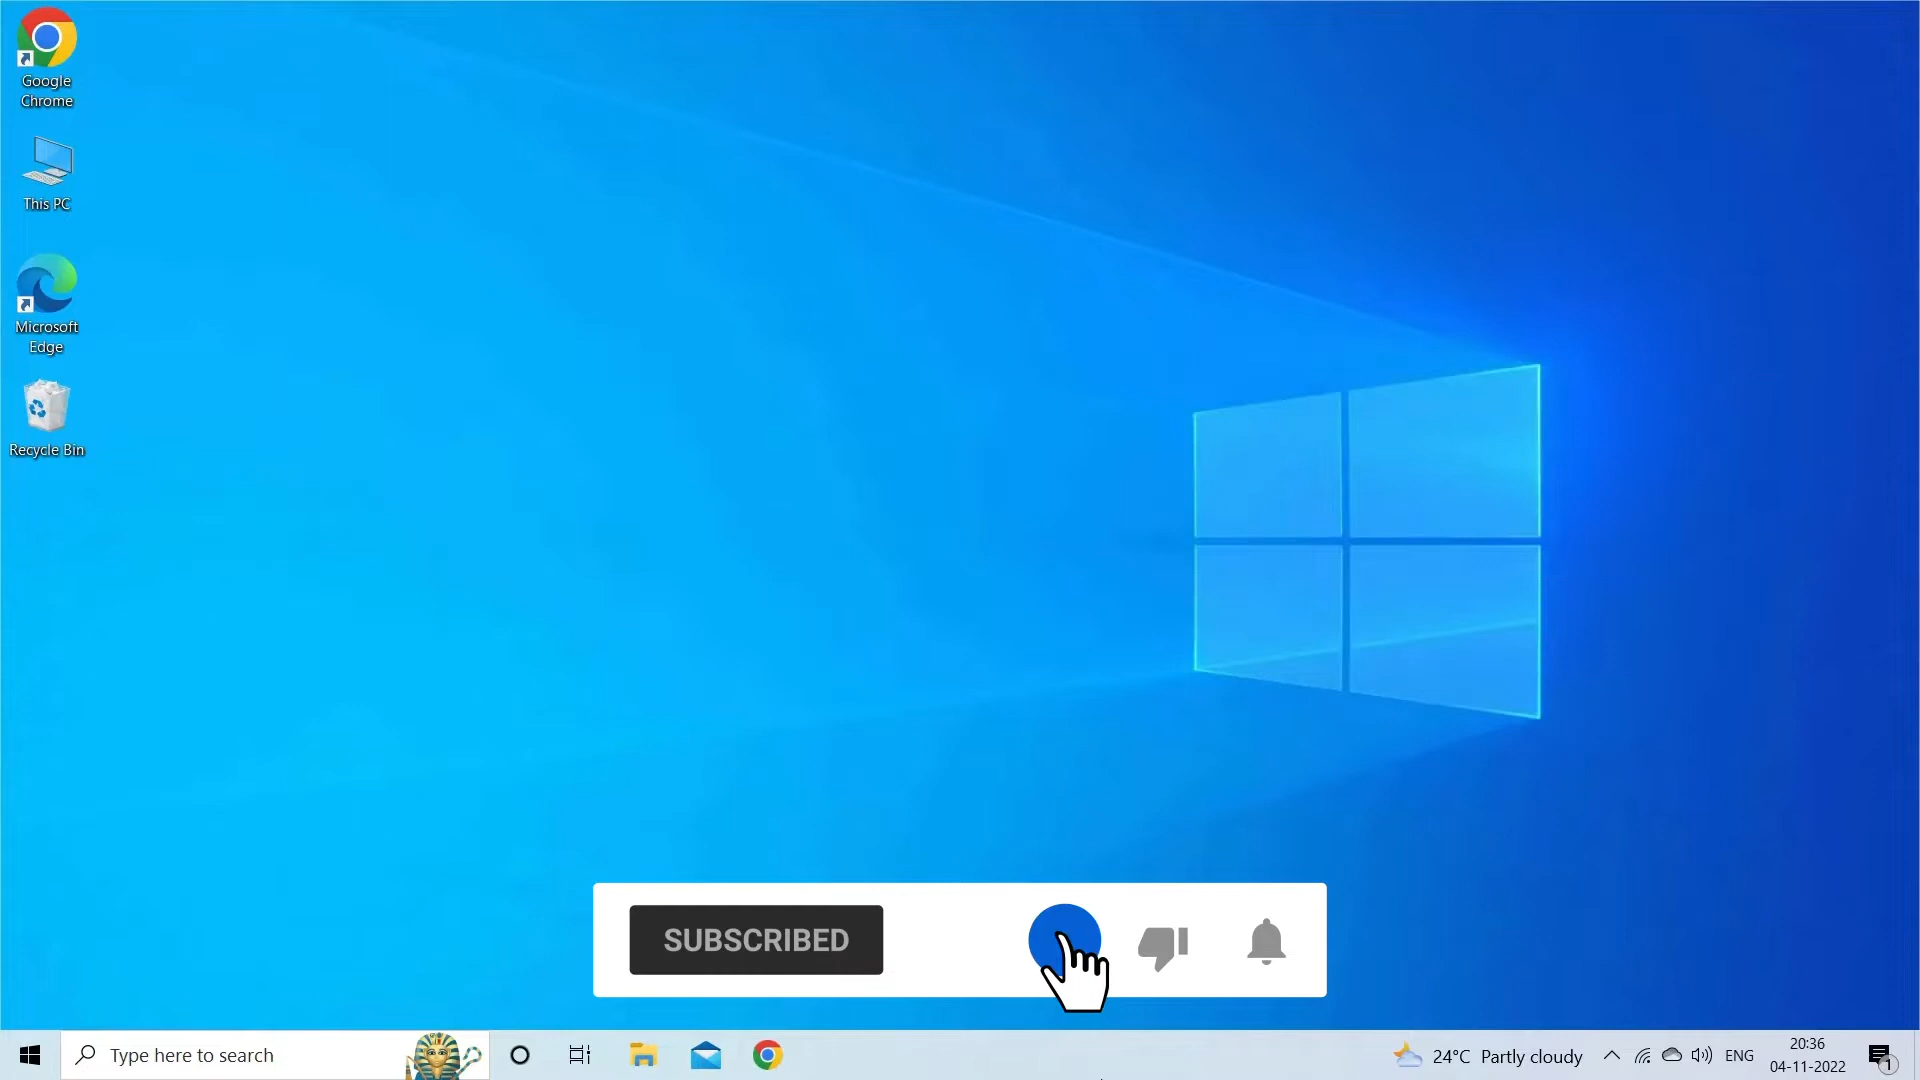 Google
Chrome
This PC
Microsoft
Edge
Recycle Bin
SUBSCRIBED
Type here to search
24°C Partly cloudy
ENG
20:36
04-11-2022
1